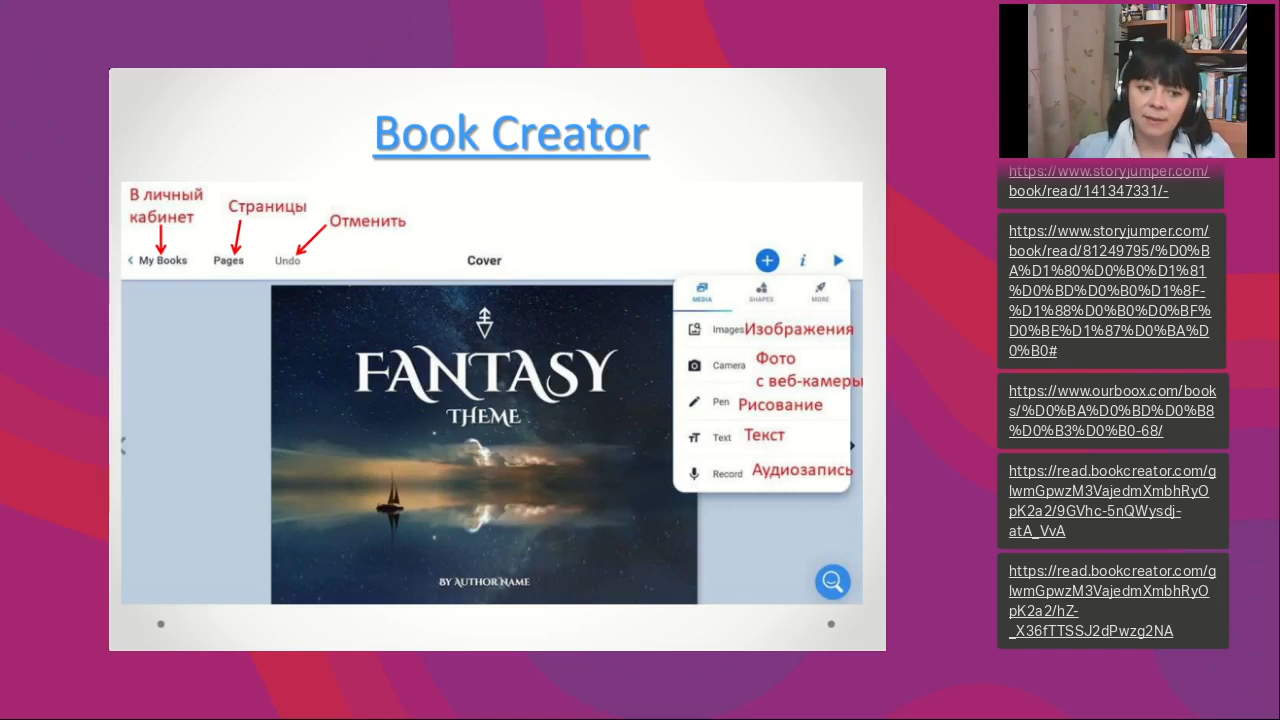 Book Creator
В личный
кабинет
Страницы
Отменить
My Books
Pages
Undo
Cover
MEDIA
SHAPES
MORE
Images
Изображения
Camera
Фото
с веб-камеры
Pen
Рисование
Text
Текст
Record
Аудиозапись
FANTASY
THEME
BY AUTHOR NAME
https://www.storyjumper.com/
book/read/141347331/-
https://www.storyjumper.com/
book/read/81249795/%D0%B
A%D1%80%D0%B0%D1%81
%D0%BD%D0%B0%D1%8F-
%D1%88%D0%B0%D0%BF%
D0%BE%D1%87%D0%BA%D
0%B0#
https://www.ourboox.com/book
s/%D0%BA%D0%BD%D0%B8
%D0%B3%D0%B0-68/
https://read.bookcreator.com/g
lwmGpwzM3VajedmXmbhRyO
pK2a2/9GVhc-5nQWysdj-
atA_VvA
https://read.bookcreator.com/g
lwmGpwzM3VajedmXmbhRyO
pK2a2/hZ-
_X36fTTSSJ2dPwzg2NA